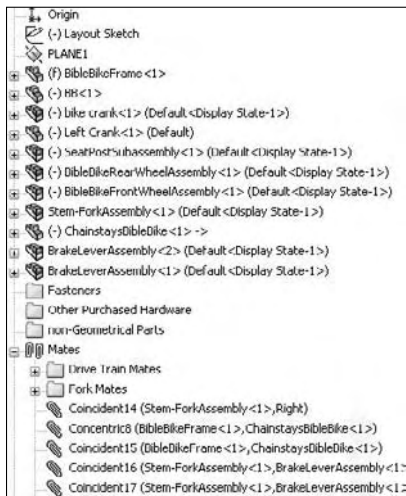 Origin
(-) Layout Sketch
PLANE1
(f) BibleBikeFrame<1>
(-) BB<1>
(-) bike crank<1> (Default<Display State-1>)
(-) Left Crank<1> (Default)
(-) SeatPostSubassembly<1> (Default<Display State-1>)
(-) BibleBikeRearWheelAssembly<1> (Default<Display State-1>)
(-) BibleBikeFrontWheelAssembly<1> (Default<Display State-1>)
Stem-ForkAssembly<1> (Default<Display State-1>)
(-) ChainstaysBibleBike<1> ->
BrakeLeverAssembly<2> (Default<Display State-1>)
BrakeLeverAssembly<1> (Default<Display State-1>)
Fasteners
Other Purchased Hardware
non-Geometrical Parts
Mates
Drive Train Mates
Fork Mates
Coincident14 (Stem-ForkAssembly<1>,Right)
Concentric8 (BibleBikeFrame<1>,ChainstaysBibleBike<1>)
Coincident15 (BibleBikeFrame<1>,ChainstaysBibleBike<1>)
Coincident16 (Stem-ForkAssembly<1>,BrakeLeverAssembly<1>
Coincident17 (Stem-ForkAssembly<1>,BrakeLeverAssembly<1>